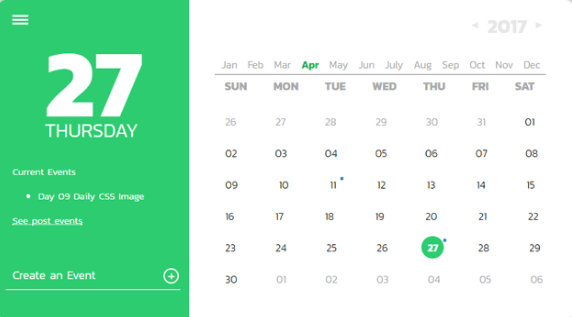 27
THURSDAY
Current Events
Day 09 Daily CSS Image
See post events
Create an Event
2017
Jan Feb Mar Apr May Jun July Aug Sep Oct Nov Dec
SUN MON TUE WED THU FRI SAT
26 27 28 29 30 31 01
02 03 04 05 06 07 08
09 10 11 12 13 14 15
16 17 18 19 20 21 22
23 24 25 26 27 28 29
30 01 02 03 04 05 06